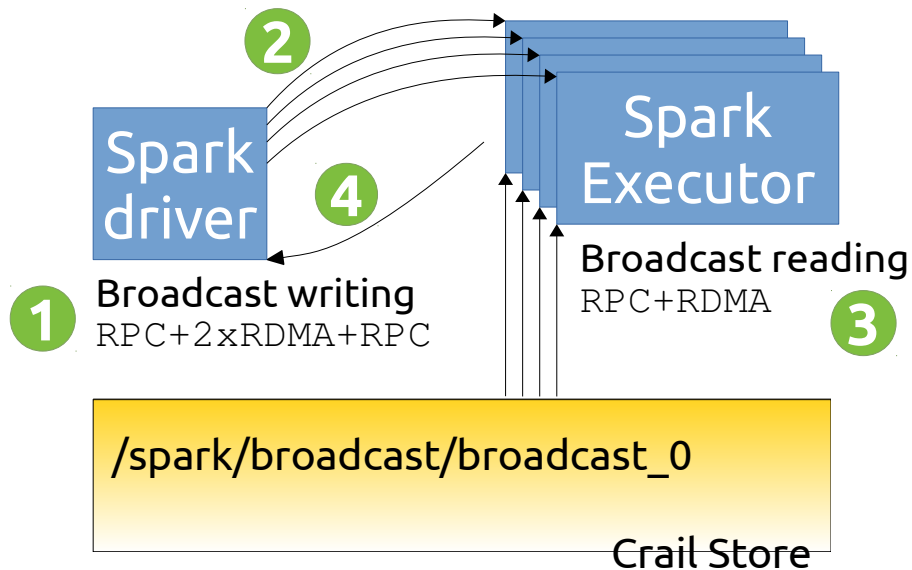 2
Spark
driver
4
Spark
Executor
1
Broadcast writing
RPC+2xRDMA+RPC
Broadcast reading
RPC+RDMA
3
/spark/broadcast/broadcast_0
Crail Store